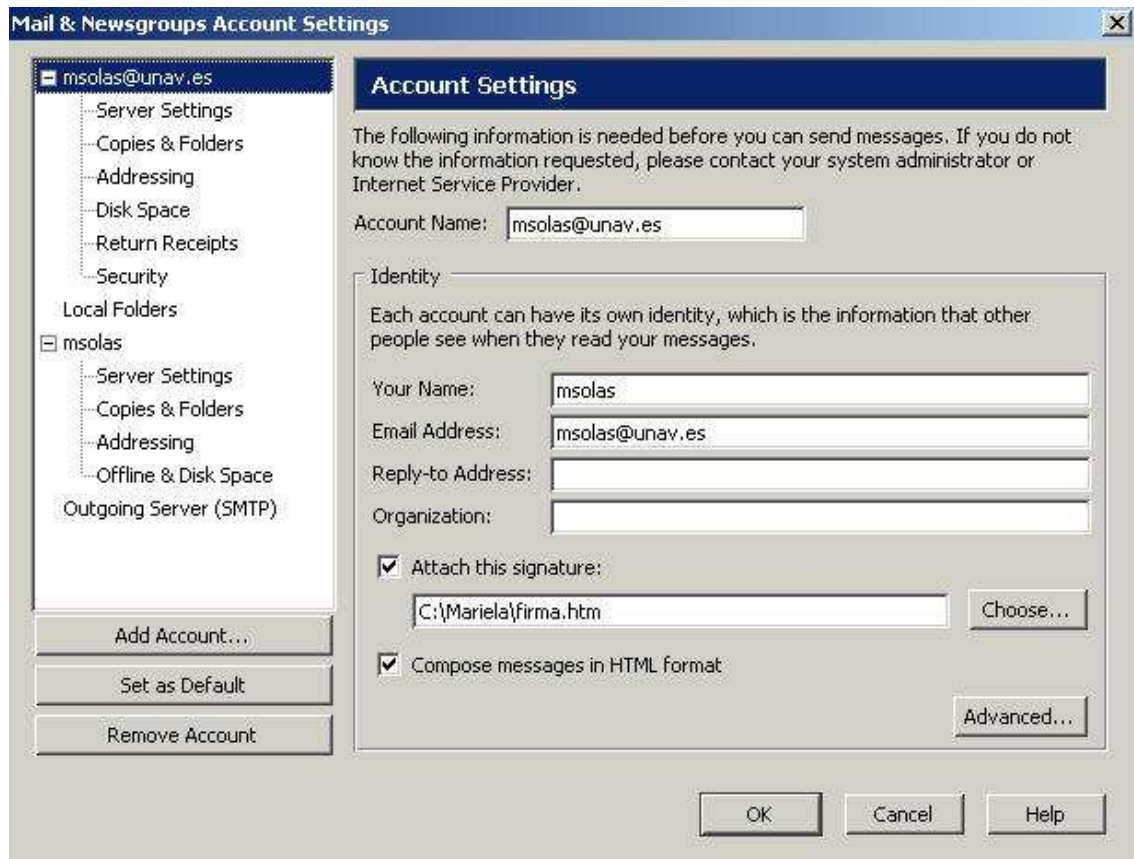 Mail & Newsgroups Account Settings
msolas@unav.es
Server Settings
Copies & Folders
Addressing
Disk Space
Return Receipts
Security
Local Folders
msolas
Server Settings
Copies & Folders
Addressing
Offline & Disk Space
Outgoing Server (SMTP)
Add Account...
Set as Default
Remove Account
Account Settings
The following information is needed before you can send messages. If you do not
know the information requested, please contact your system administrator or
Internet Service Provider.
Account Name: msolas@unav.es
Identity
Each account can have its own identity, which is the information that other
people see when they read your messages.
Your Name: msolas
Email Address: msolas@unav.es
Reply-to Address:
Organization:
Attach this signature:
C:\Mariela\firma.htm Choose...
Compose messages in HTML format
Advanced...
OK Cancel Help